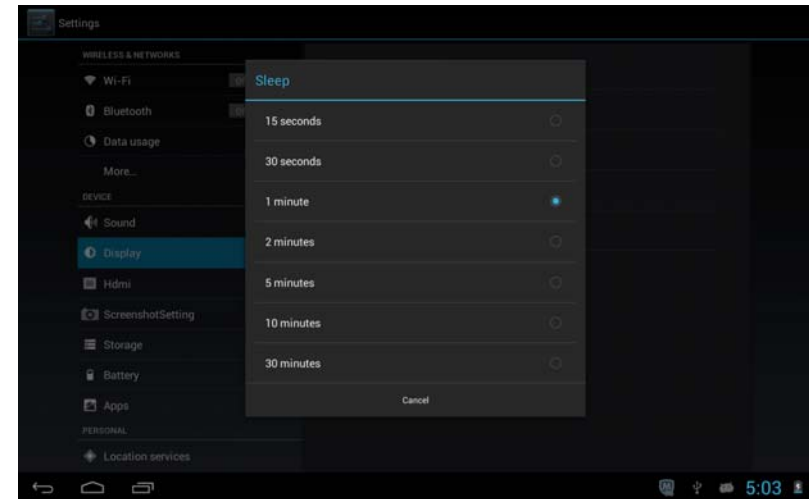 Settings
WIRELESS & NETWORKS
Wi-Fi
Bluetooth
Data usage
More...
DEVICE
Sound
Display
Hdmi
ScreenshotSetting
Storage
Battery
Apps
PERSONAL
Location services
Sleep
15 seconds
30 seconds
1 minute
2 minutes
5 minutes
10 minutes
30 minutes
Cancel
5:03